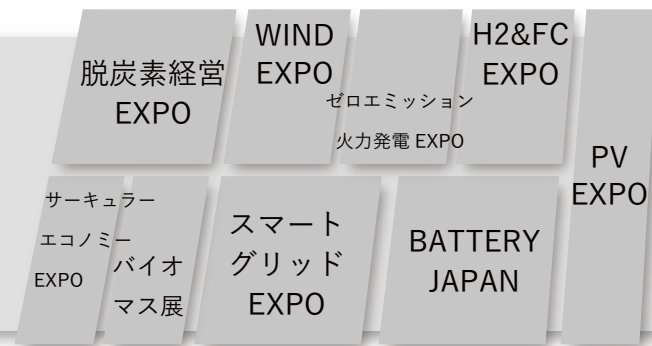 脱炭素経営
EXPO
WIND
EXPO
ゼロエミッション
火力発電 EXPO
H2&FC
EXPO
PV
EXPO
サーキュラー
エコノミー
EXPO
バイオ
マス展
スマート
グリッド
EXPO
BATTERY
JAPAN